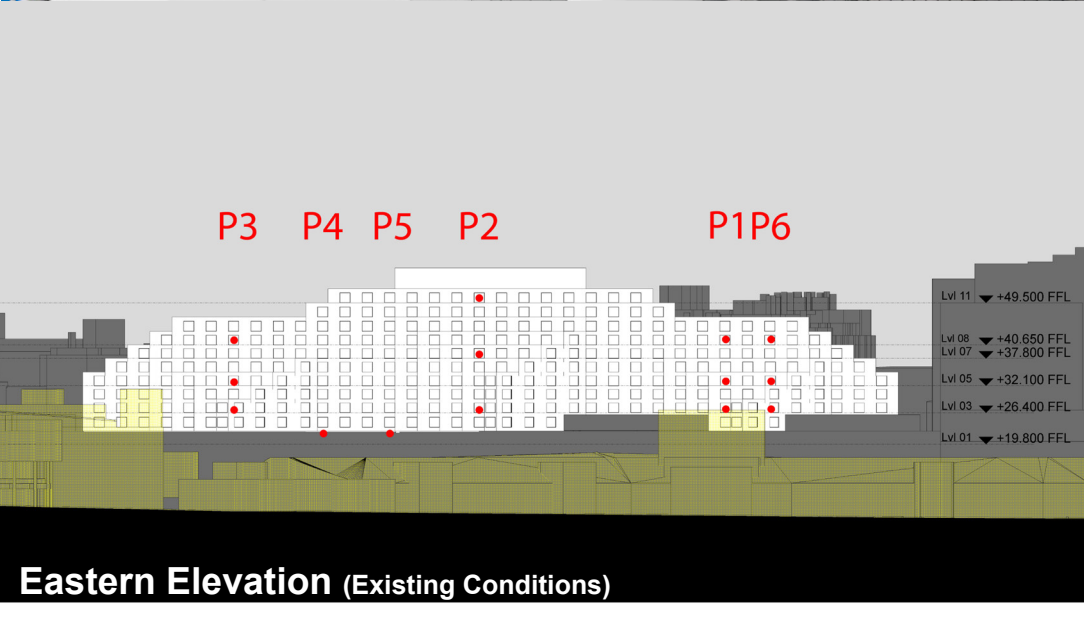 P3 P4 P5 P2 P1 P6
Lvl 11 +49.500 FFL
Lvl 08 +40.650 FFL
Lvl 07 +37.800 FFL
Lvl 05 +32.100 FFL
Lvl 03 +26.400 FFL
Lvl 01 +19.800 FFL
Eastern Elevation (Existing Conditions)